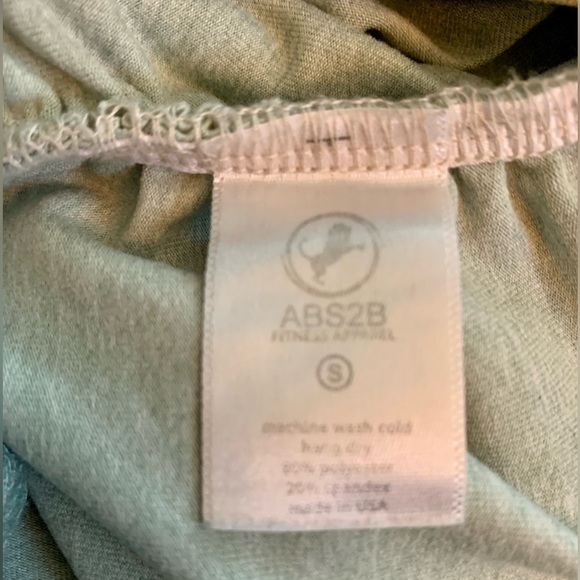 ABS2B
FITNESS APPAREL
S
machine wash cold
hang dry
80% polyester
20% spandex
made in USA